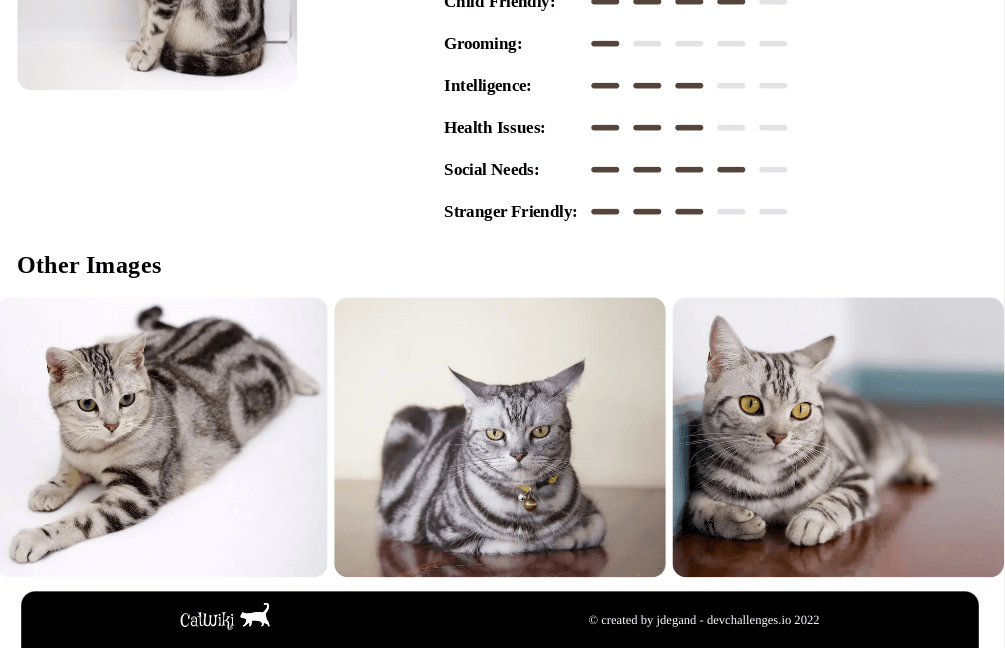 Child Friendly:
Grooming:
Intelligence:
Health Issues:
Social Needs:
Stranger Friendly:
Other Images
CatWiki
© created by jdegand - devchallenges.io 2022